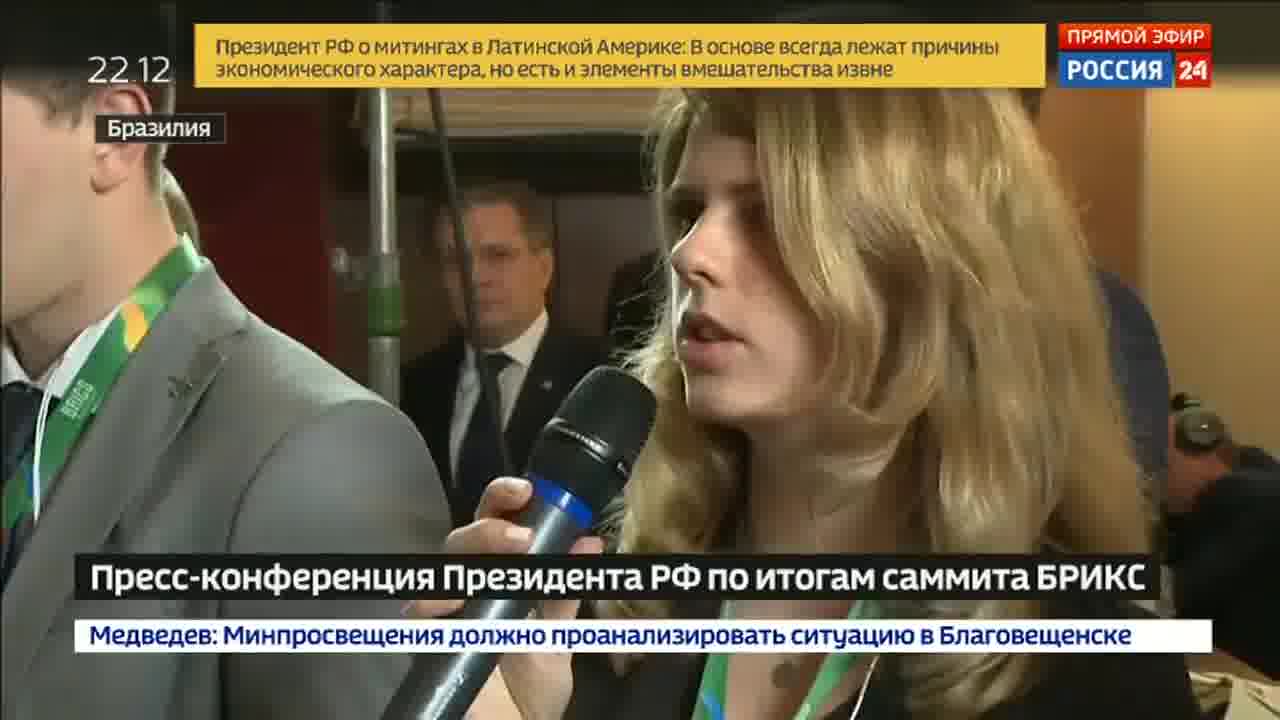 22.12
Президент РФ о митингах в Латинской Америке: В основе всегда лежат причины
экономического характера, но есть и элементы вмешательства извне
ПРЯМОЙ ЭФИР
РОССИЯ 24
Бразилия
BRICS
Пресс-конференция Президента РФ по итогам саммита БРИКС
Медведев: Минпросвещения должно проанализировать ситуацию в Благовещенске